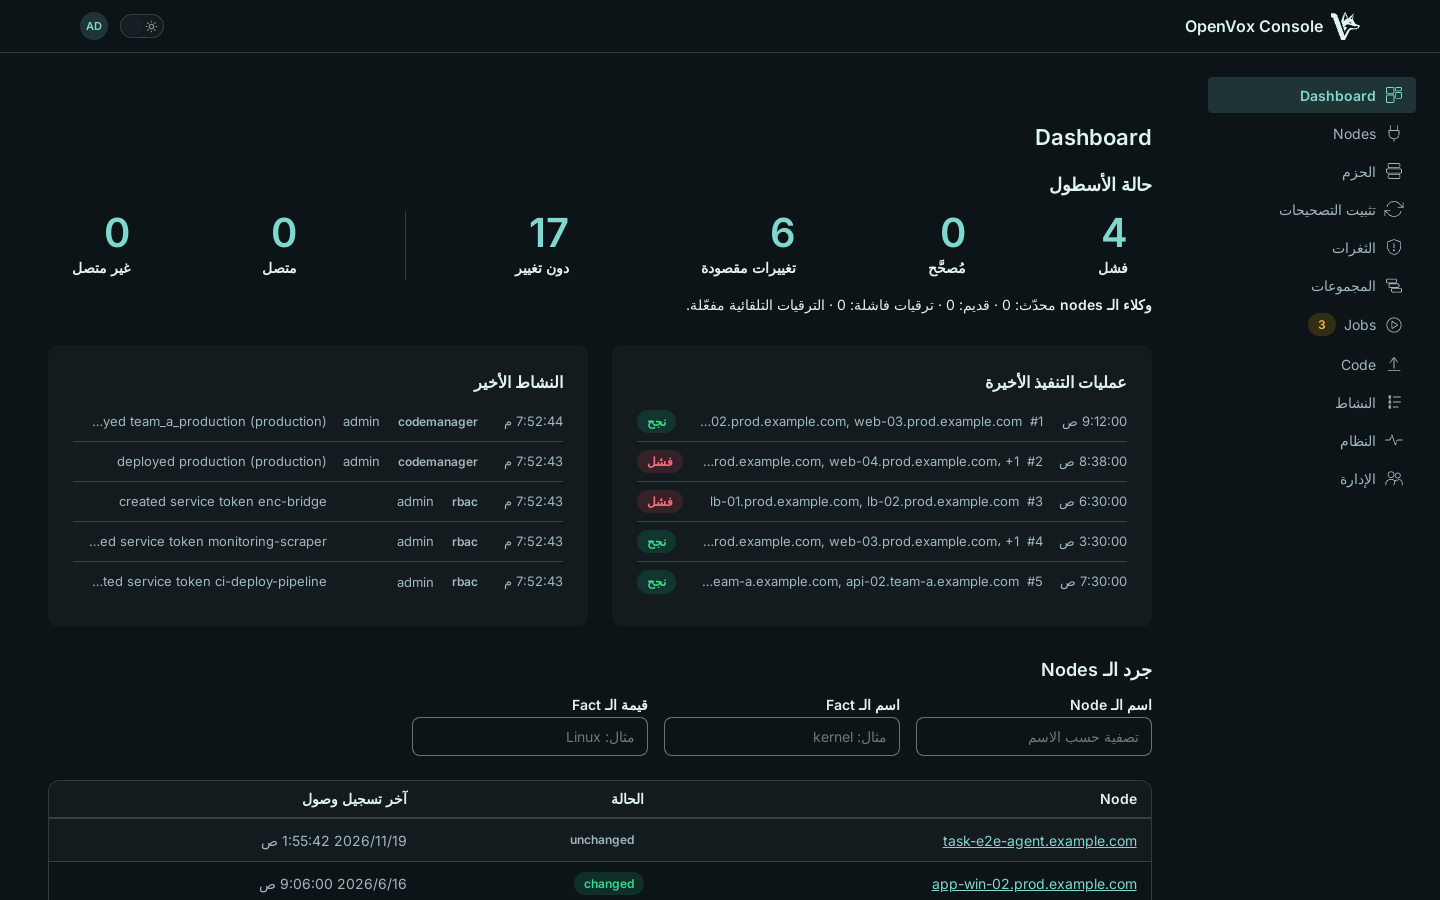 OpenVox Console
AD
Dashboard
Nodes
الحزم
تثبيت التصحيحات
الثغرات
المجموعات
Jobs 3
Code
النشاط
النظام
الإدارة
Dashboard
حالة الأسطول
4 فشل
0 مُصحَّح
6 تغييرات مقصودة
17 دون تغيير
0 متصل
0 غير متصل
وكلاء الـ nodes محدّث: 0 · قديم: 0 · ترقيات فاشلة: 0 · الترقيات التلقائية مفعّلة.
عمليات التنفيذ الأخيرة
9:12:00 ص #1 ...02.prod.example.com, web-03.prod.example.com نجح
8:38:00 ص #2 ...rod.example.com, web-04.prod.example.com، +1 فشل
6:30:00 ص #3 lb-01.prod.example.com, lb-02.prod.example.com فشل
3:30:00 ص #4 ...rod.example.com, web-03.prod.example.com، +1 نجح
7:30:00 ص #5 ...eam-a.example.com, api-02.team-a.example.com نجح
النشاط الأخير
7:52:44 م codemanager admin ...yed team_a_production (production)
7:52:43 م codemanager admin deployed production (production)
7:52:43 م rbac admin created service token enc-bridge
7:52:43 م rbac admin ...ed service token monitoring-scraper
7:52:43 م rbac admin ...ted service token ci-deploy-pipeline
جرد الـ Nodes
اسم الـ Node
تصفية حسب الاسم
اسم الـ Fact
مثال: kernel
قيمة الـ Fact
مثال: Linux
Node الحالة آخر تسجيل وصول
task-e2e-agent.example.com unchanged 2026/11/19 1:55:42 ص
app-win-02.prod.example.com changed 2026/6/16 9:06:00 ص